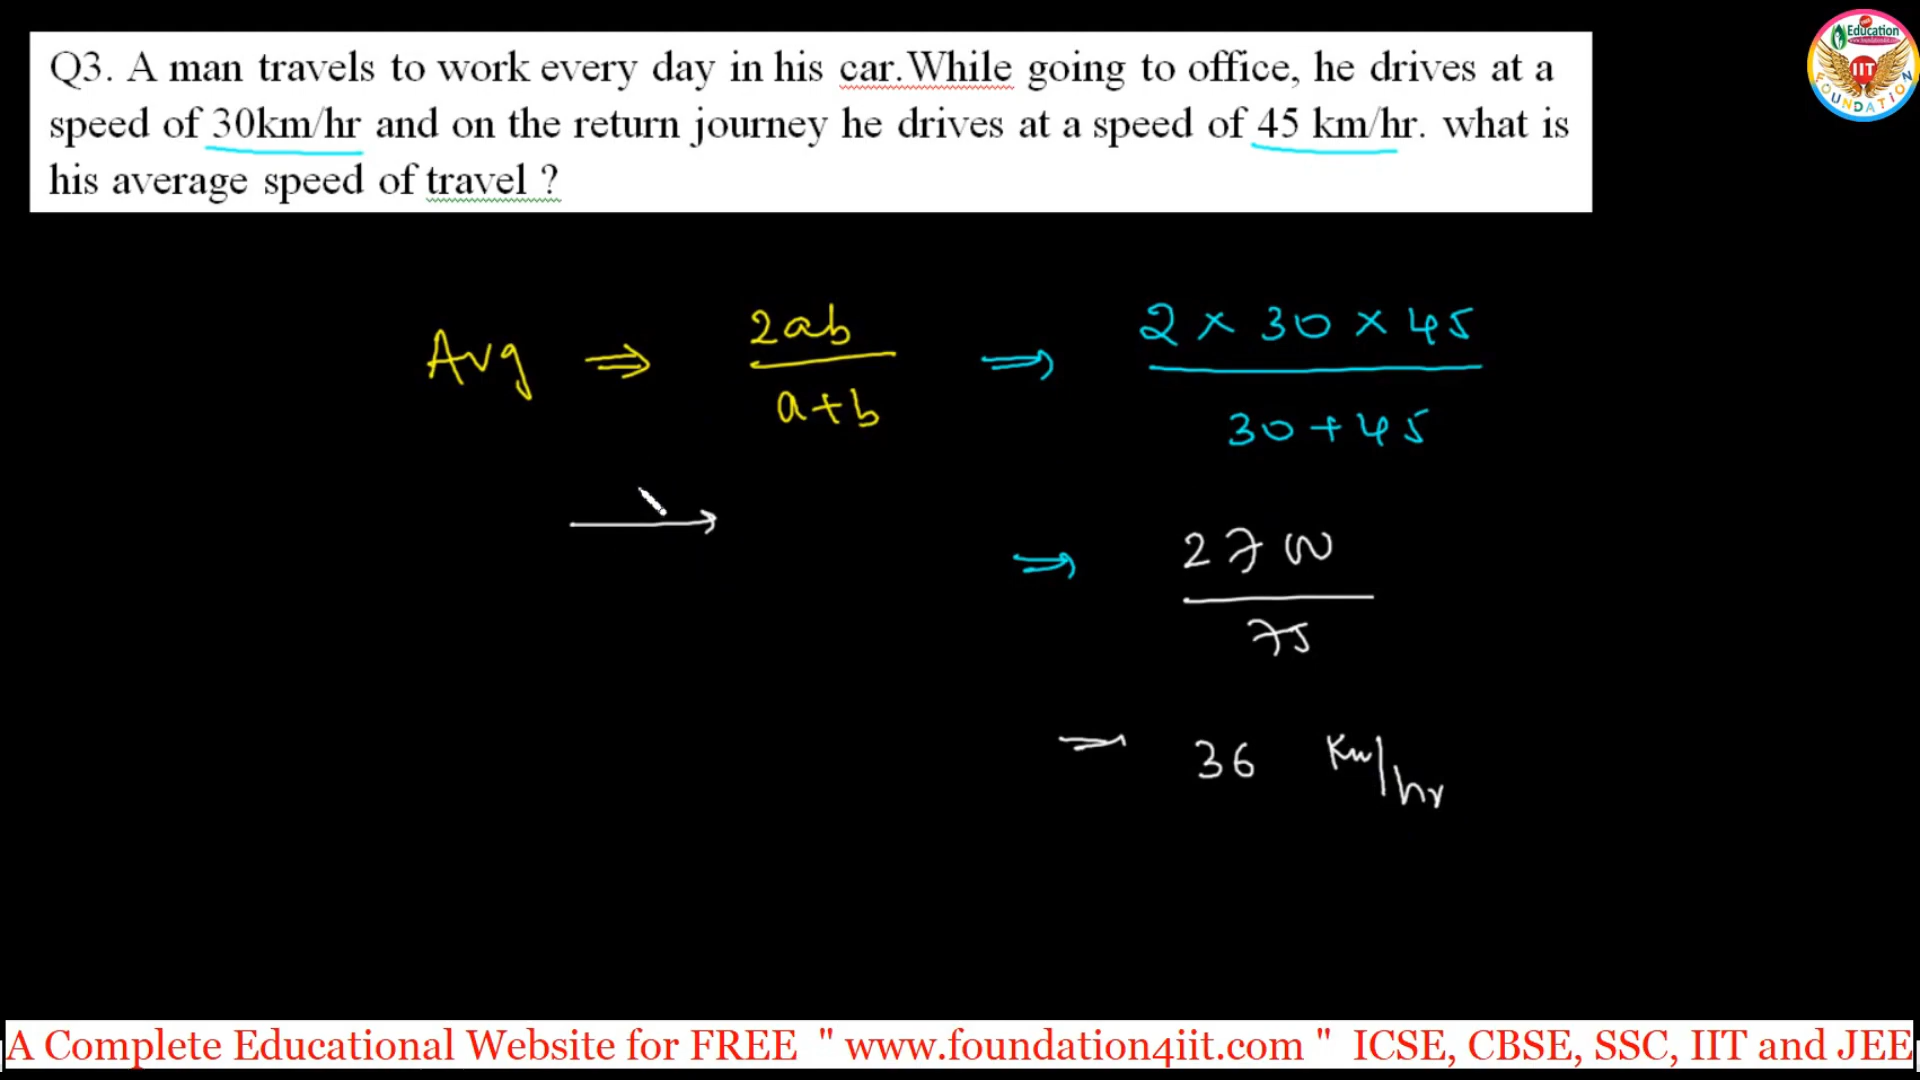 Q3. A man travels to work every day in his car.While going to office, he drives at a
speed of 30km/hr and on the return journey he drives at a speed of 45 km/hr. what is
his average speed of travel ?
Avg ⇒ 2ab ⇒ 2 × 30 × 45
a+b 30 + 45
⇒ 2700
75
⇒ 36 Km/hr
Education
IIT
FOUNDATION
A Complete Educational Website for FREE " www.foundation4iit.com " ICSE, CBSE, SSC, IIT and JEE